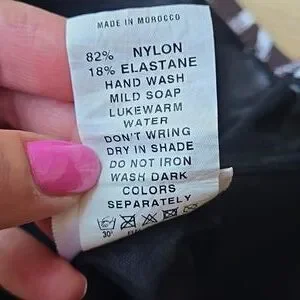 MADE IN MOROCCO
82% NYLON
18% ELASTANE
HAND WASH
MILD SOAP
LUKEWARM
WATER
DON'T WRING
DRY IN SHADE
DO NOT IRON
WASH DARK
COLORS
SEPARATELY
30°